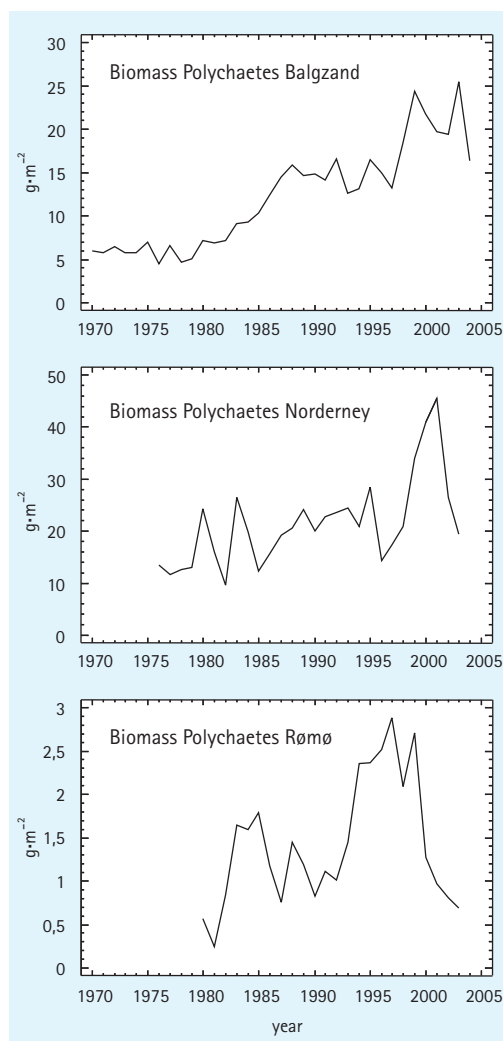 Biomass Polychaetes Balgzand
30
25
20
15
10
5
0
g•m⁻²
1970 1975 1980 1985 1990 1995 2000 2005
Biomass Polychaetes Norderney
50
40
30
20
10
0
g•m⁻²
1970 1975 1980 1985 1990 1995 2000 2005
Biomass Polychaetes Rømø
3
2,5
2
1,5
1
0,5
0
g•m⁻²
1970 1975 1980 1985 1990 1995 2000 2005
year